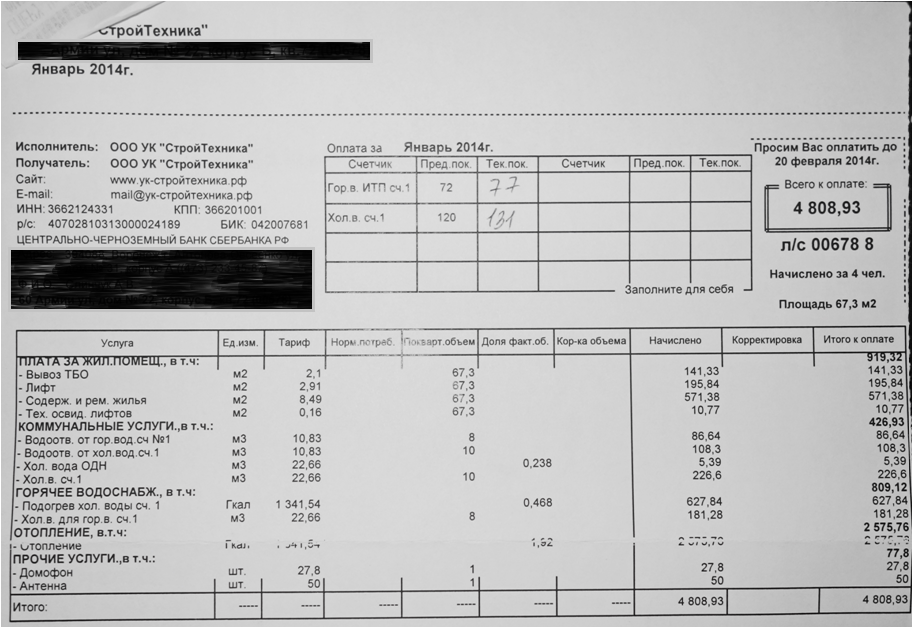 СтройТехника"
Январь 2014г.
Исполнитель: ООО УК "СтройТехника"
Получатель: ООО УК "СтройТехника"
Сайт: www.ук-стройтехника.рф
E-mail: mail@ук-стройтехника.рф
ИНН: 3662124331 КПП: 366201001
р/с: 40702810313000024189 БИК: 042007681
ЦЕНТРАЛЬНО-ЧЕРНОЗЕМНЫЙ БАНК СБЕРБАНКА РФ
Оплата за Январь 2014г.
Счетчик Пред.пок. Тек.пок. Счетчик Пред.пок. Тек.пок.
Гор.в. ИТП сч.1 72 77
Хол.в. сч.1 120 131
Заполните для себя
Просим Вас оплатить до
20 февраля 2014г.
Всего к оплате:
4 808,93
л/с 00678 8
Начислено за 4 чел.
Площадь 67,3 м2
Услуга Ед.изм. Тариф Норм.потреб. Покварт.объем Доля факт.об. Кор-ка объема Начислено Корректировка Итого к оплате
ПЛАТА ЗА ЖИЛ.ПОМЕЩ., в т.ч: 919,32
- Вывоз ТБО м2 2,1 67,3 141,33 141,33
- Лифт м2 2,91 67,3 195,84 195,84
- Содерж. и рем. жилья м2 8,49 67,3 571,38 571,38
- Тех. освид. лифтов м2 0,16 67,3 10,77 10,77
КОММУНАЛЬНЫЕ УСЛУГИ.,в т.ч.: 426,93
- Водоотв. от гор.вод.сч №1 м3 10,83 8 86,64 86,64
- Водоотв. от хол.вод.сч.1 м3 10,83 10 108,3 108,3
- Хол. вода ОДН м3 22,66 0,238 5,39 5,39
- Хол.в. сч.1 м3 22,66 10 226,6 226,6
ГОРЯЧЕЕ ВОДОСНАБЖ., в т.ч: 809,12
- Подогрев хол. воды сч. 1 Гкал 1 341,54 0,468 627,84 627,84
- Хол.в. для гор.в. сч.1 м3 22,66 8 181,28 181,28
ОТОПЛЕНИЕ, в.т.ч: 2 575,76
- Отопление Гкал 1 341,54 1,92 2 575,76 2 575,76
ПРОЧИЕ УСЛУГИ.,в т.ч.: 77,8
- Домофон шт. 27,8 1 27,8 27,8
- Антенна шт. 50 1 50 50
Итого: ----- ----- ----- ----- ----- ----- 4 808,93 4 808,93